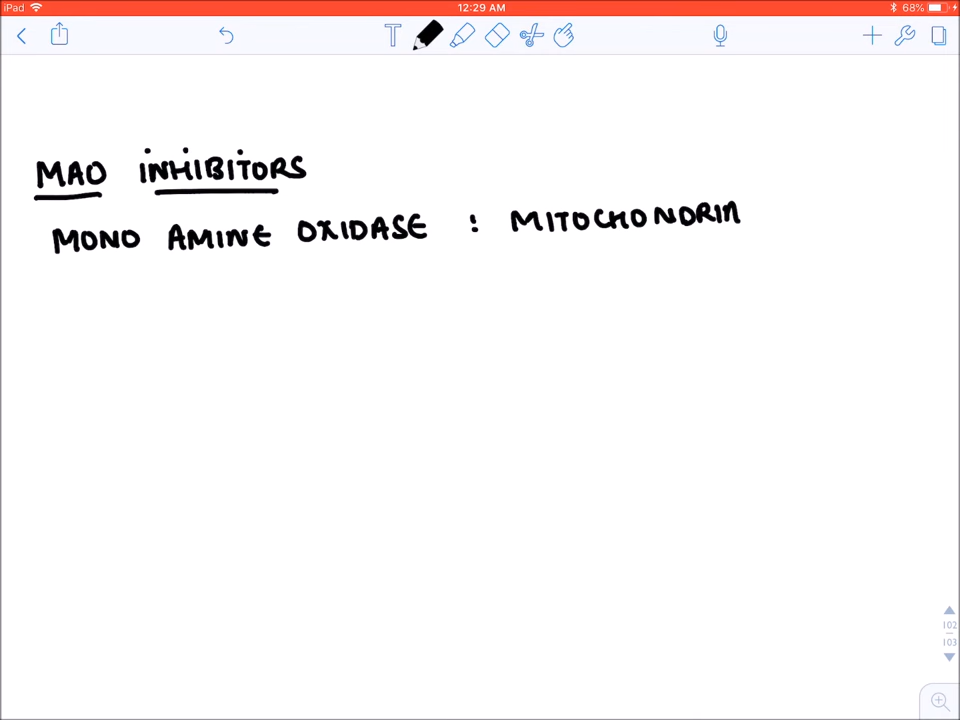 iPad 12:29 AM 68%
T
MAO INHIBITORS
MONO AMINE OXIDASE : MITOCHONDRIA
102
103